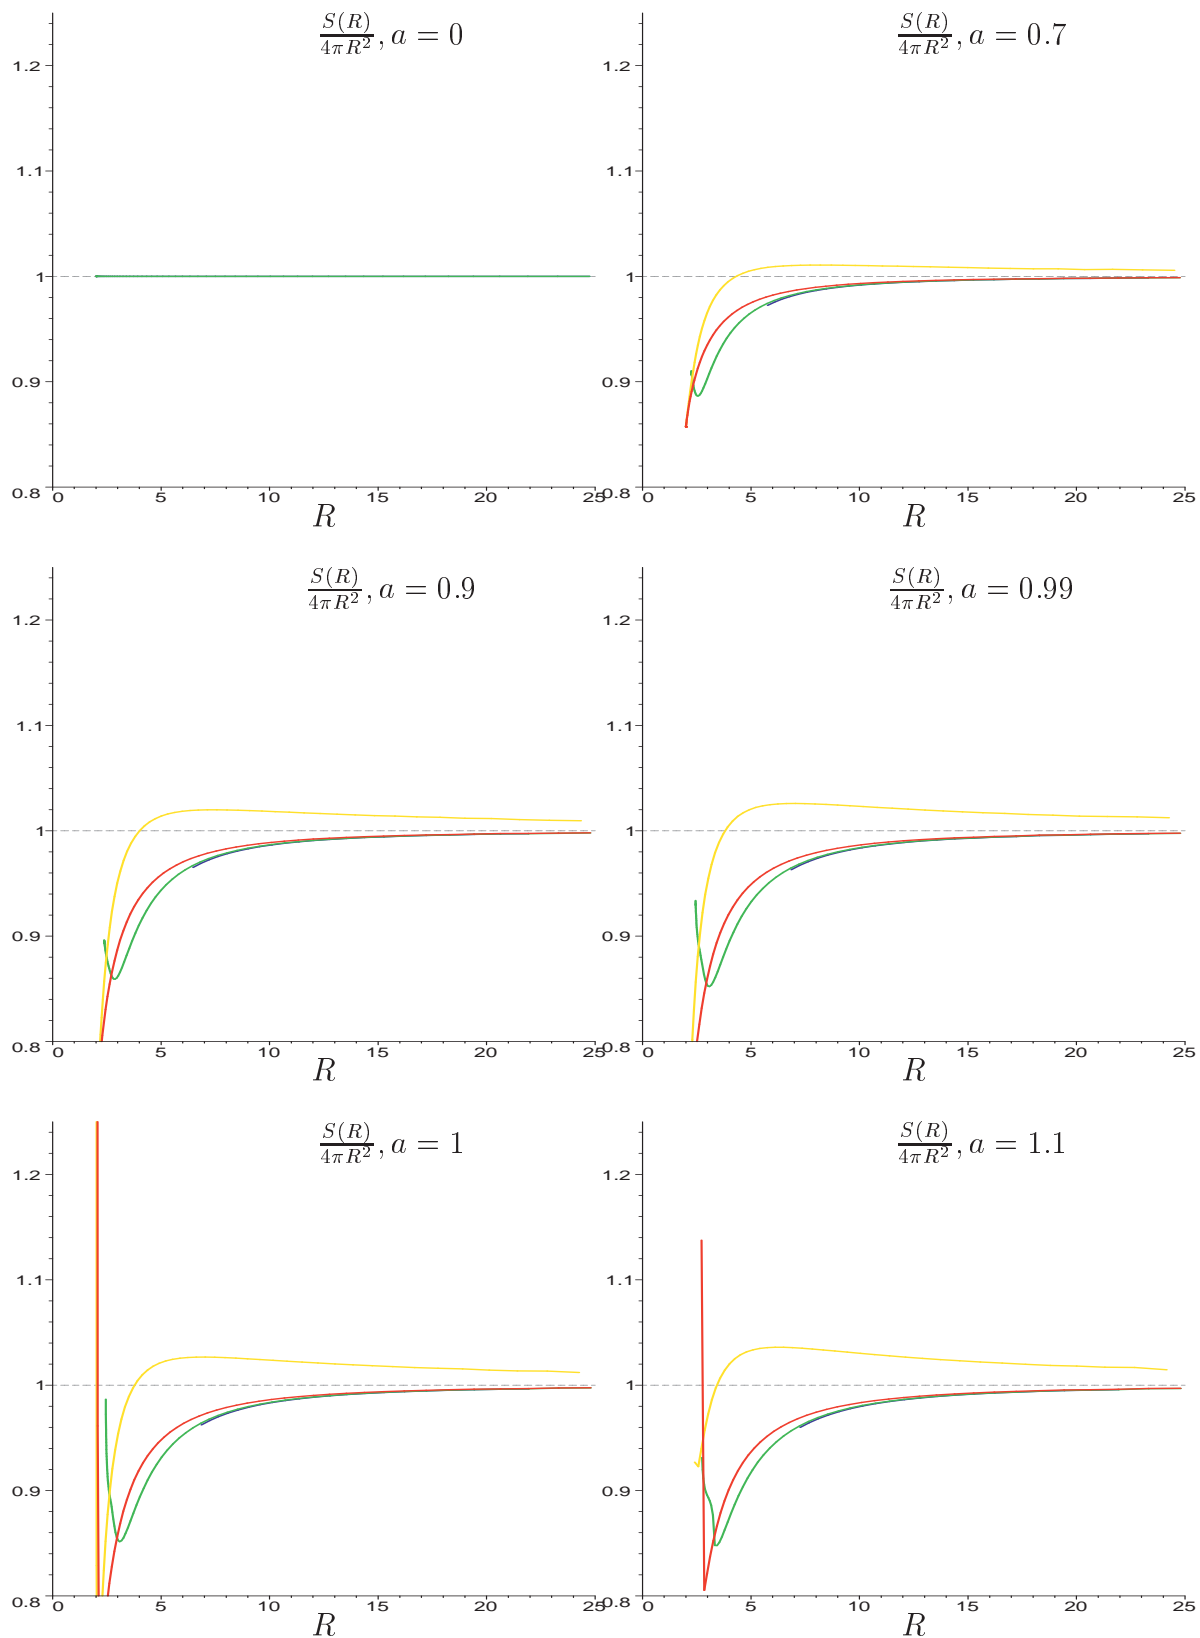 S(R)/4πR², a = 0
1.2
1.1
1
0.9
0.8
0 5 10 15 20 25
R
S(R)/4πR², a = 0.7
1.2
1.1
1
0.9
0.8
0 5 10 15 20 25
R
S(R)/4πR², a = 0.9
1.2
1.1
1
0.9
0.8
0 5 10 15 20 25
R
S(R)/4πR², a = 0.99
1.2
1.1
1
0.9
0.8
0 5 10 15 20 25
R
S(R)/4πR², a = 1
1.2
1.1
1
0.9
0.8
0 5 10 15 20 25
R
S(R)/4πR², a = 1.1
1.2
1.1
1
0.9
0.8
0 5 10 15 20 25
R